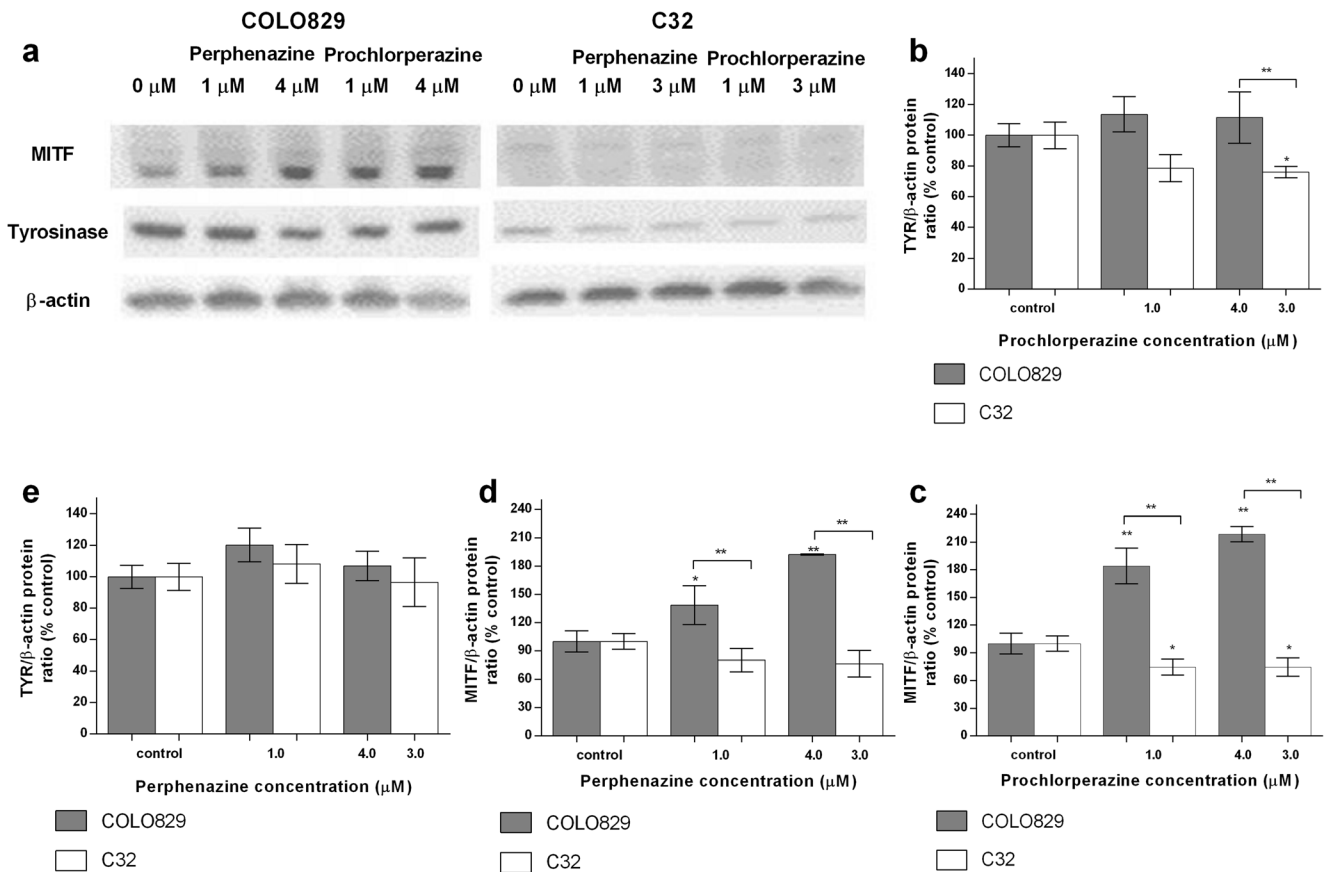 COLO829 C32
a
Perphenazine Prochlorperazine Perphenazine Prochlorperazine
0 μM 1 μM 4 μM 1 μM 4 μM 0 μM 1 μM 3 μM 1 μM 3 μM
MITF
Tyrosinase
β-actin
b
TYR/β-actin protein
ratio (% control)
140
120
100
80
60
40
20
0
**
*
control 1.0 4.0 3.0
Prochlorperazine concentration (μM)
COLO829
C32
e
TYR/β-actin protein
ratio (% control)
140
120
100
80
60
40
20
0
control 1.0 4.0 3.0
Perphenazine concentration (μM)
COLO829
C32
d
MITF/β-actin protein
ratio (% control)
240
210
180
150
120
90
60
30
0
**
**
**
*
control 1.0 4.0 3.0
Perphenazine concentration (μM)
COLO829
C32
c
MITF/β-actin protein
ratio (% control)
240
210
180
150
120
90
60
30
0
**
** **
**
* *
control 1.0 4.0 3.0
Prochlorperazine concentration (μM)
COLO829
C32